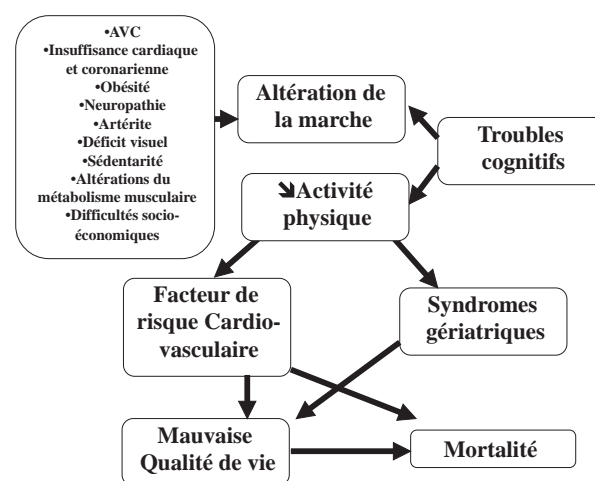 •AVC
•Insuffisance cardiaque
et coronarienne
•Obésité
•Neuropathie
•Artérite
•Déficit visuel
•Sédentarité
•Altérations du
métabolisme musculaire
•Difficultés socio-
économiques
Altération de
la marche
Troubles
cognitifs
➘Activité
physique
Facteur de
risque Cardio-
vasculaire
Syndromes
gériatriques
Mauvaise
Qualité de vie
Mortalité